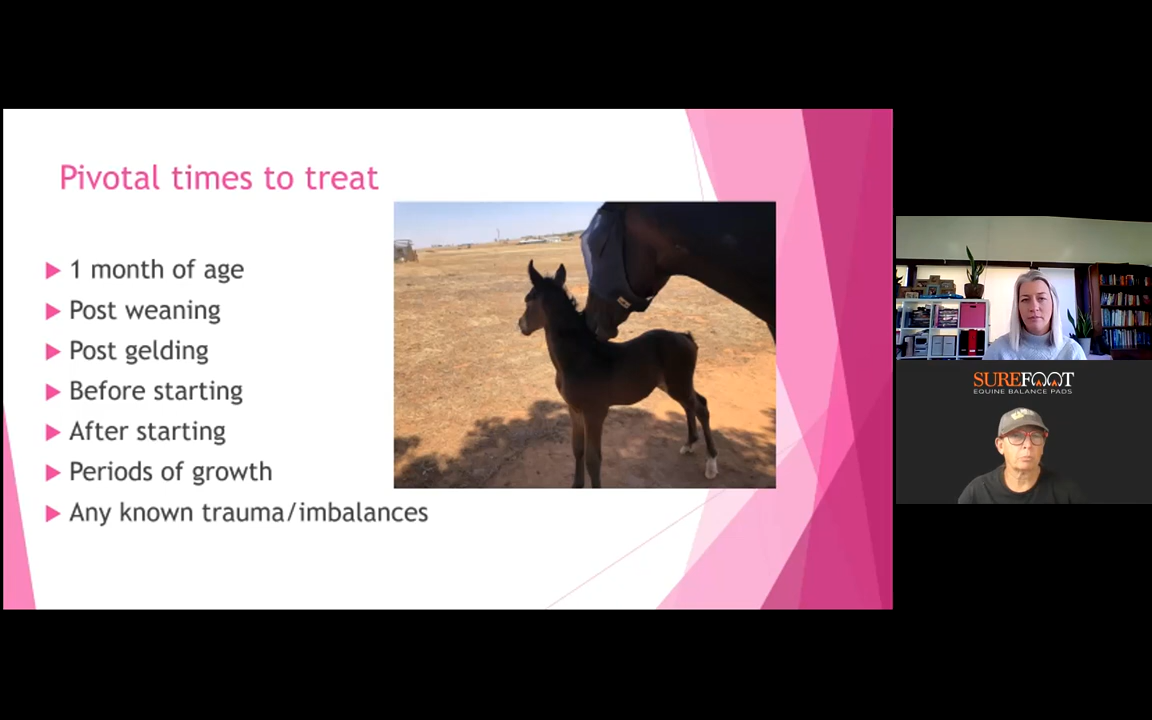 Pivotal times to treat
1 month of age
Post weaning
Post gelding
Before starting
After starting
Periods of growth
Any known trauma/imbalances
SUREFOOT
EQUINE BALANCE PADS